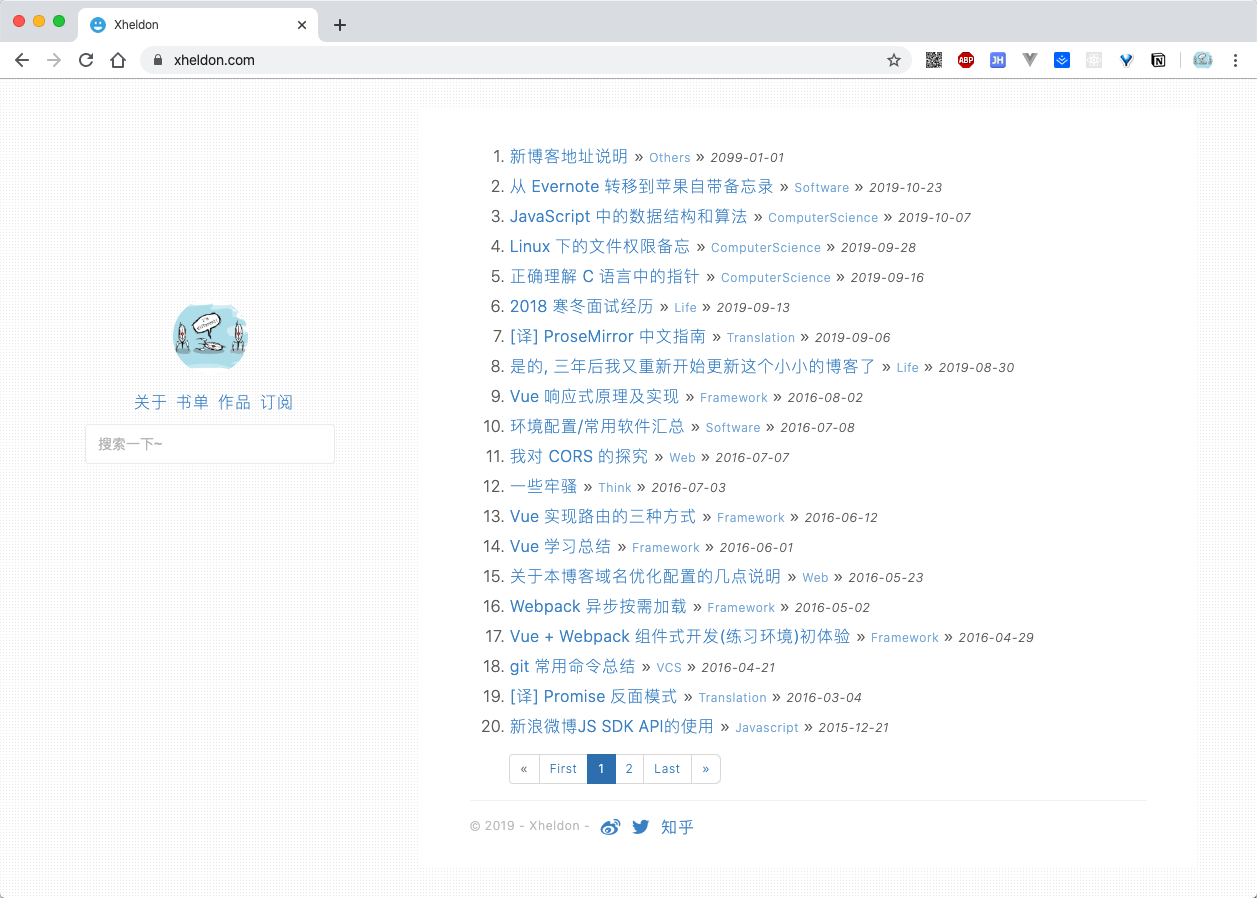 Xheldon
xheldon.com
ABP
JH
关于 书单 作品 订阅
搜索一下~
1. 新博客地址说明 » Others » 2099-01-01
2. 从 Evernote 转移到苹果自带备忘录 » Software » 2019-10-23
3. JavaScript 中的数据结构和算法 » ComputerScience » 2019-10-07
4. Linux 下的文件权限备忘 » ComputerScience » 2019-09-28
5. 正确理解 C 语言中的指针 » ComputerScience » 2019-09-16
6. 2018 寒冬面试经历 » Life » 2019-09-13
7. [译] ProseMirror 中文指南 » Translation » 2019-09-06
8. 是的, 三年后我又重新开始更新这个小小的博客了 » Life » 2019-08-30
9. Vue 响应式原理及实现 » Framework » 2016-08-02
10. 环境配置/常用软件汇总 » Software » 2016-07-08
11. 我对 CORS 的探究 » Web » 2016-07-07
12. 一些牢骚 » Think » 2016-07-03
13. Vue 实现路由的三种方式 » Framework » 2016-06-12
14. Vue 学习总结 » Framework » 2016-06-01
15. 关于本博客域名优化配置的几点说明 » Web » 2016-05-23
16. Webpack 异步按需加载 » Framework » 2016-05-02
17. Vue + Webpack 组件式开发(练习环境)初体验 » Framework » 2016-04-29
18. git 常用命令总结 » VCS » 2016-04-21
19. [译] Promise 反面模式 » Translation » 2016-03-04
20. 新浪微博JS SDK API的使用 » Javascript » 2015-12-21
« First 1 2 Last »
© 2019 - Xheldon - 知乎